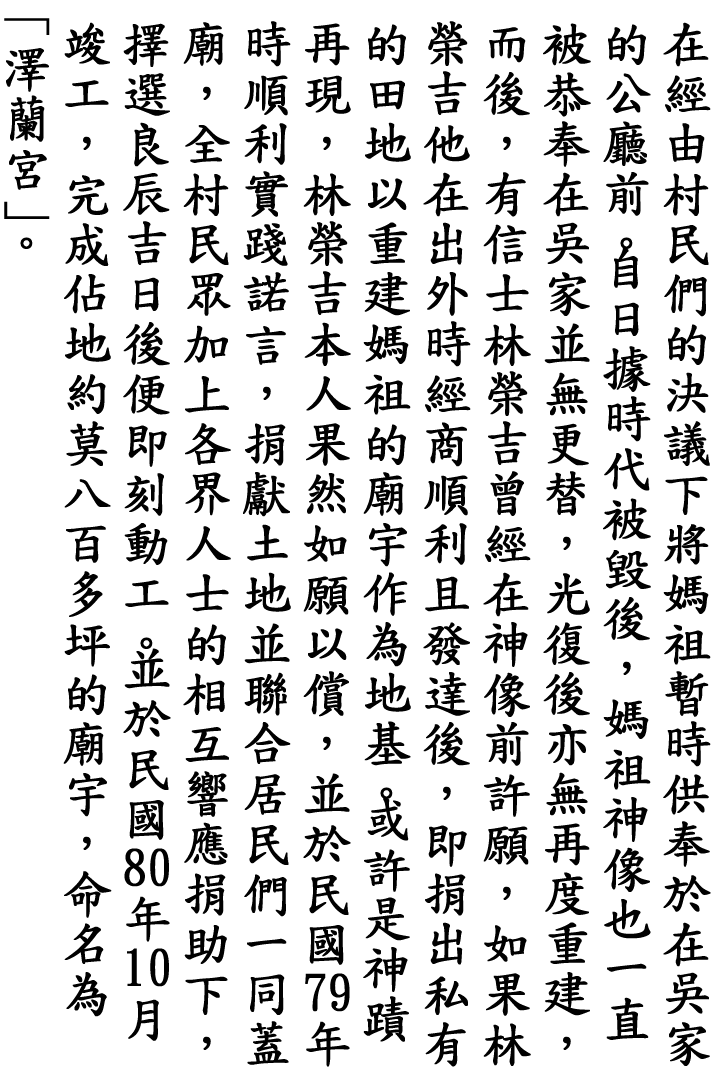 在經由村民們的決議下將媽祖暫時供奉於在吳家
的公廳前。自日據時代被毀後，媽祖神像也一直
被恭奉在吳家並無更替，光復後亦無再度重建，
而後，有信士林榮吉曾經在神像前許願，如果林
榮吉他在出外時經商順利且發達後，即捐出私有
的田地以重建媽祖的廟宇作為地基。或許是神蹟
再現，林榮吉本人果然如願以償，並於民國79年
時順利實踐諾言，捐獻土地並聯合居民們一同蓋
廟，全村民眾加上各界人士的相互響應捐助下，
擇選良辰吉日後便即刻動工。並於民國80年10月
竣工，完成佔地約莫八百多坪的廟宇，命名為
「澤蘭宮」。